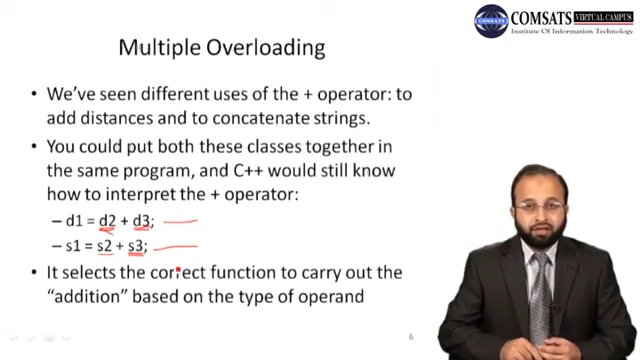 COMSATS
COMSATS VIRTUAL CAMPUS
Institute Of Information Technology
Multiple Overloading
• We've seen different uses of the + operator: to
add distances and to concatenate strings.
• You could put both these classes together in
the same program, and C++ would still know
how to interpret the + operator:
– d1 = d2 + d3;
– s1 = s2 + s3;
• It selects the correct function to carry out the
“addition” based on the type of operand
6